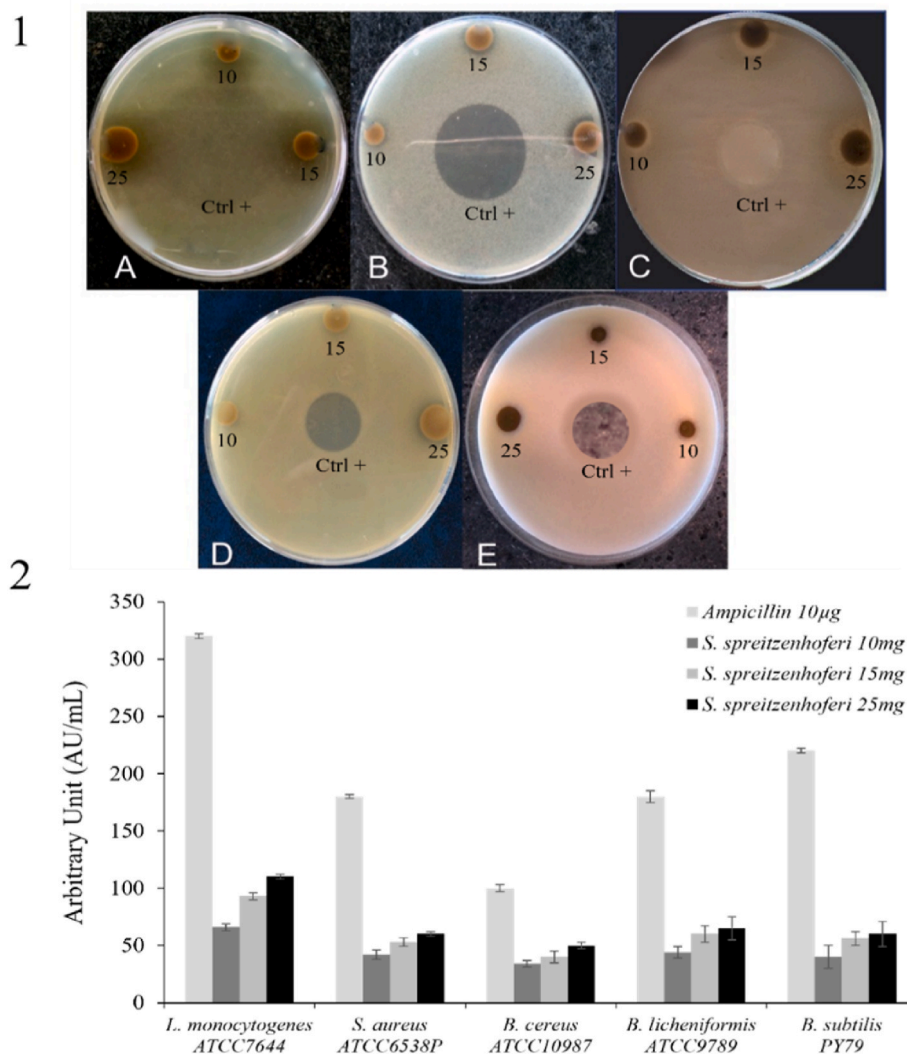 1
10
25
15
Ctrl +
A
15
10
25
Ctrl +
B
15
10
25
Ctrl +
C
15
10
25
Ctrl +
D
15
25
10
Ctrl +
E
2
350
300
250
200
150
100
50
0
Arbitrary Unit (AU/mL)
Ampicillin 10µg
S. spreitzenhoferi 10mg
S. spreitzenhoferi 15mg
S. spreitzenhoferi 25mg
L. monocytogenes
ATCC7644
S. aureus
ATCC6538P
B. cereus
ATCC10987
B. licheniformis
ATCC9789
B. subtilis
PY79